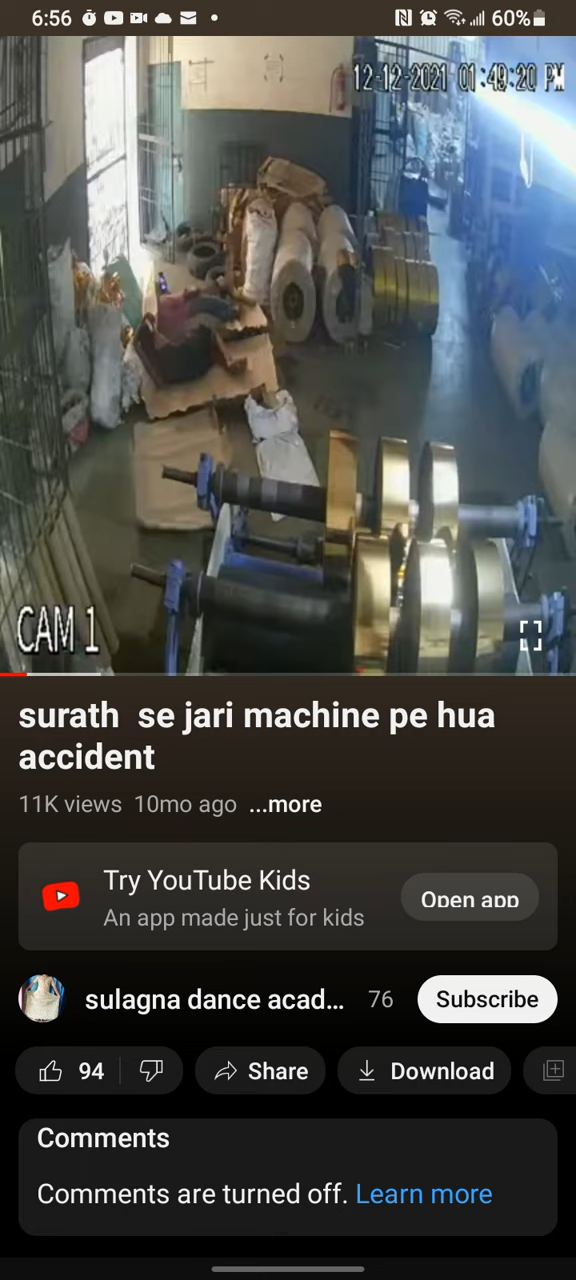 6:56
60%
12-12-2021 01:49:20 PM
CAM 1
surath se jari machine pe hua
accident
11K views 10mo ago ...more
Try YouTube Kids
An app made just for kids
Open app
sulagna dance acad... 76 Subscribe
94 Share Download
Comments
Comments are turned off. Learn more